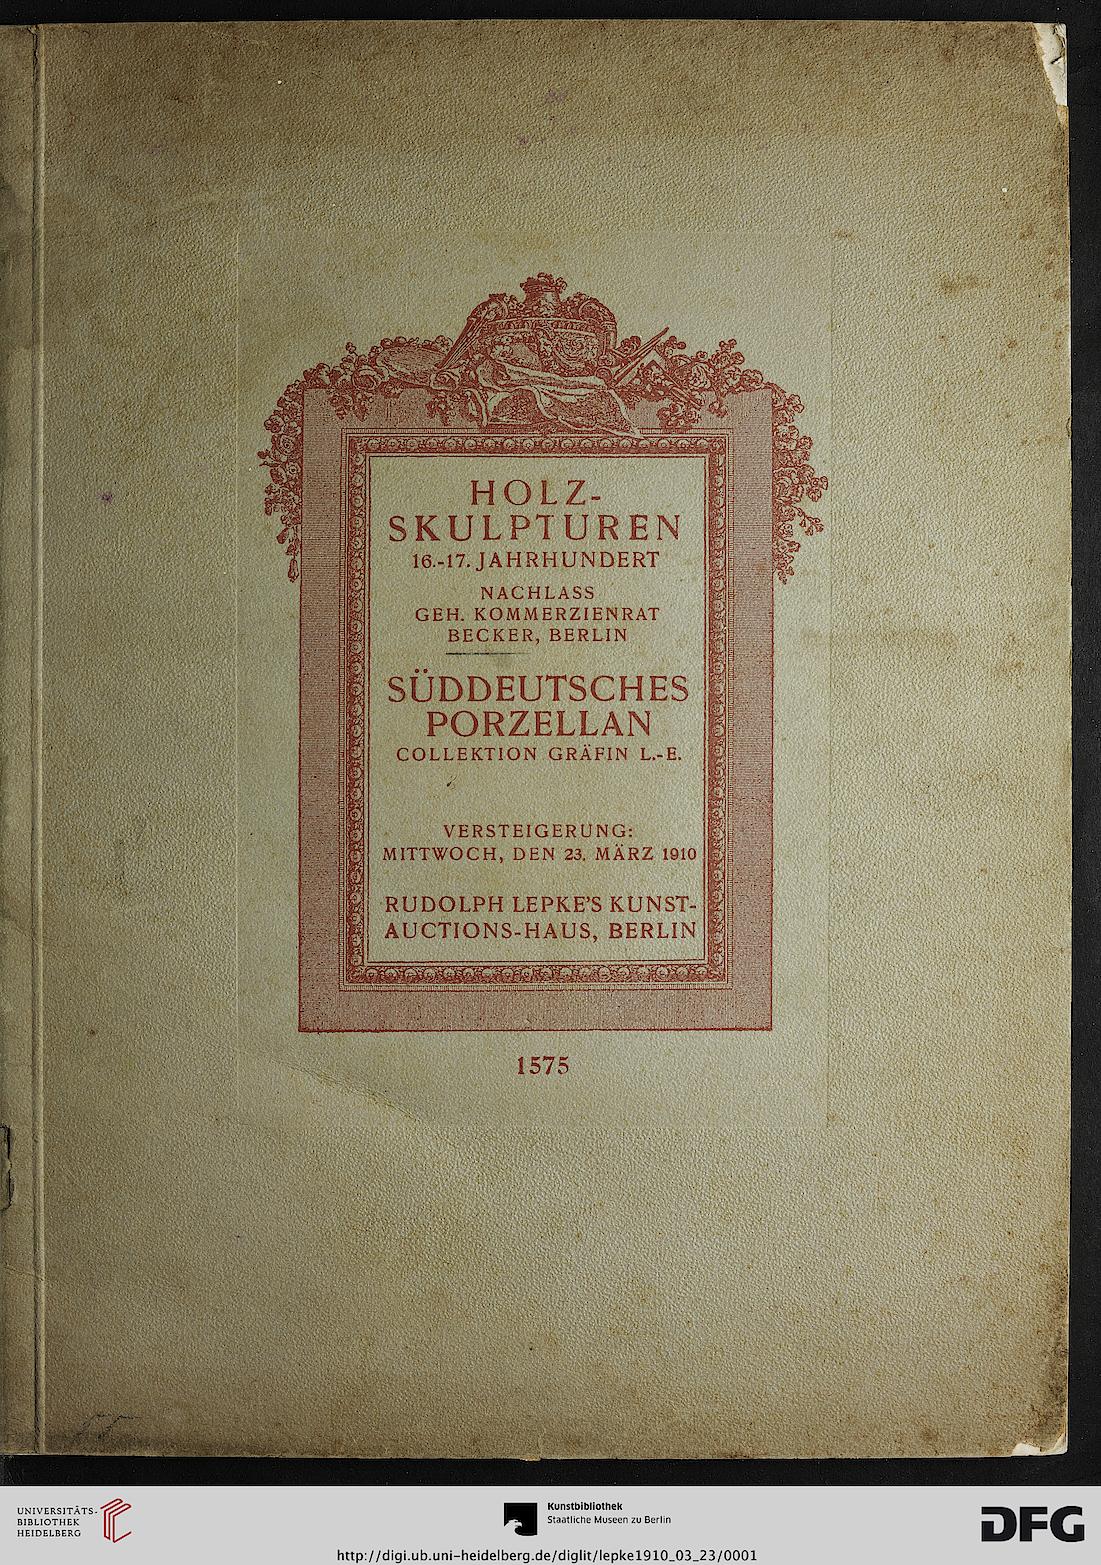 HOLZ-
SKULPTUREN
16.-17. JAHRHUNDERT
NACHLASS
GEH. KOMMERZIENRAT
BECKER, BERLIN
SÜDDEUTSCHES
PORZELLAN
COLLEKTION GRÄFIN L.-E.
VERSTEIGERUNG:
MITTWOCH, DEN 23. MÄRZ 1910
RUDOLPH LEPKE'S KUNST-
AUCTIONS-HAUS, BERLIN
1575
UNIVERSITÄTS-
BIBLIOTHEK
HEIDELBERG
Kunstbibliothek
Staatliche Museen zu Berlin
DFG
http://digi.ub.uni-heidelberg.de/diglit/lepke1910_03_23/0001